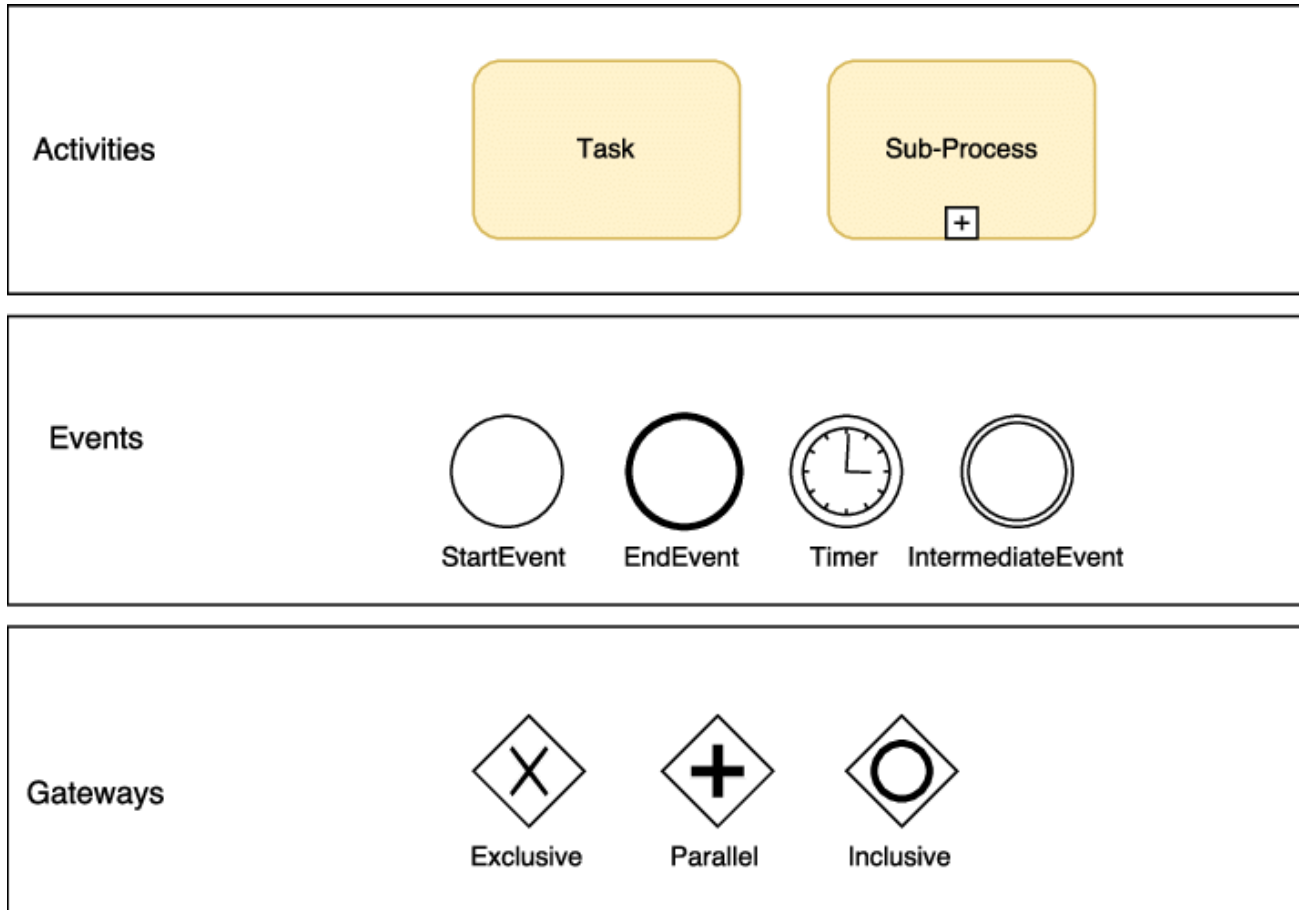 Activities
Task
Sub-Process
Events
StartEvent
EndEvent
Timer
IntermediateEvent
Gateways
Exclusive
Parallel
Inclusive